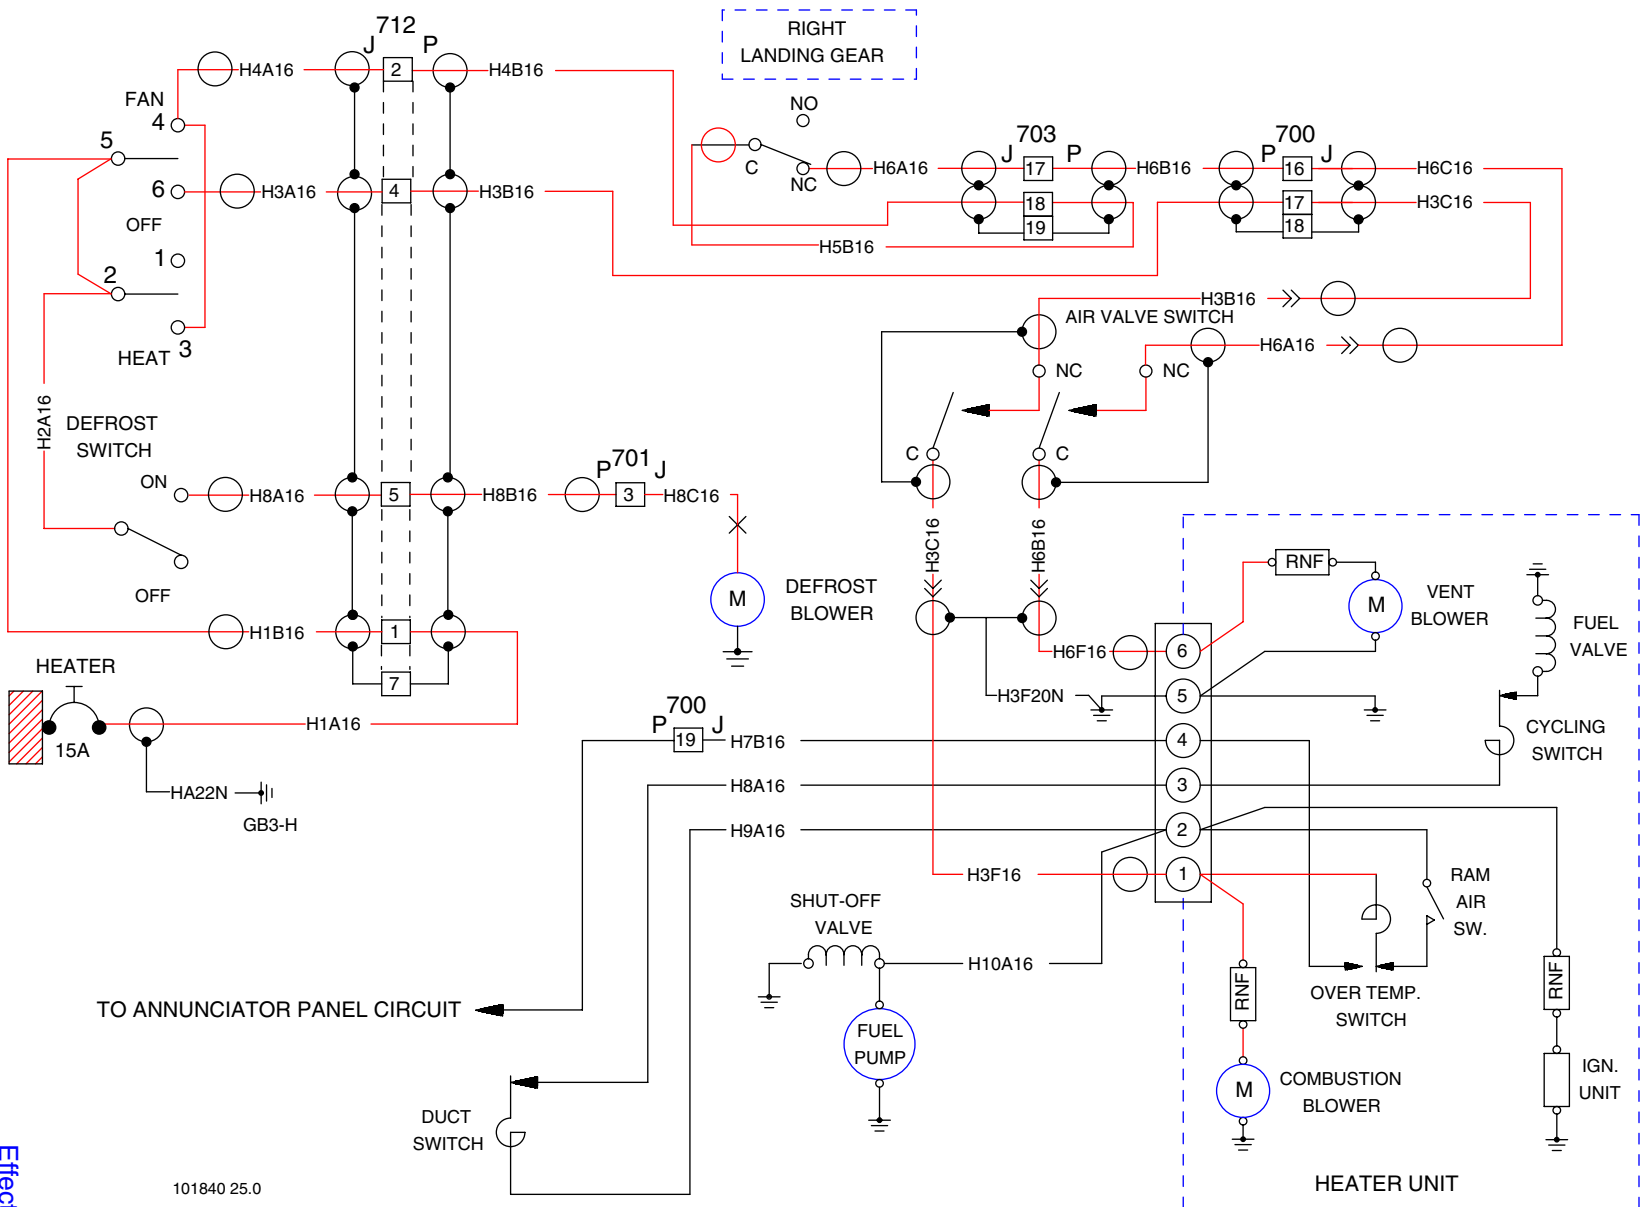 712
J P
RIGHT
LANDING GEAR
H4A16
2
H4B16
FAN
4
5
NO
C
NC
H6A16
703
J P
17
H6B16
700
P J
16
H6C16
6
H3A16
4
H3B16
18
19
17
18
H3C16
OFF
H5B16
1
2
3
HEAT
H3B16
AIR VALVE SWITCH
H6A16
NC
NC
H2A16
DEFROST
SWITCH
C
C
ON
H8A16
5
H8B16
701
P J
3
H8C16
H3C16
H6B16
OFF
M
DEFROST
BLOWER
RNF
M
VENT
BLOWER
FUEL
VALVE
H1B16
1
7
HEATER
15A
H1A16
HA22N
GB3-H
H6F16
6
H3F20N
5
700
P J
19
H7B16
4
CYCLING
SWITCH
H8A16
3
H9A16
2
H3F16
1
RAM
AIR
SW.
SHUT-OFF
VALVE
H10A16
RNF
OVER TEMP.
SWITCH
RNF
TO ANNUNCIATOR PANEL CIRCUIT
FUEL
PUMP
M
COMBUSTION
BLOWER
IGN.
UNIT
DUCT
SWITCH
HEATER UNIT
101840 25.0
Effect